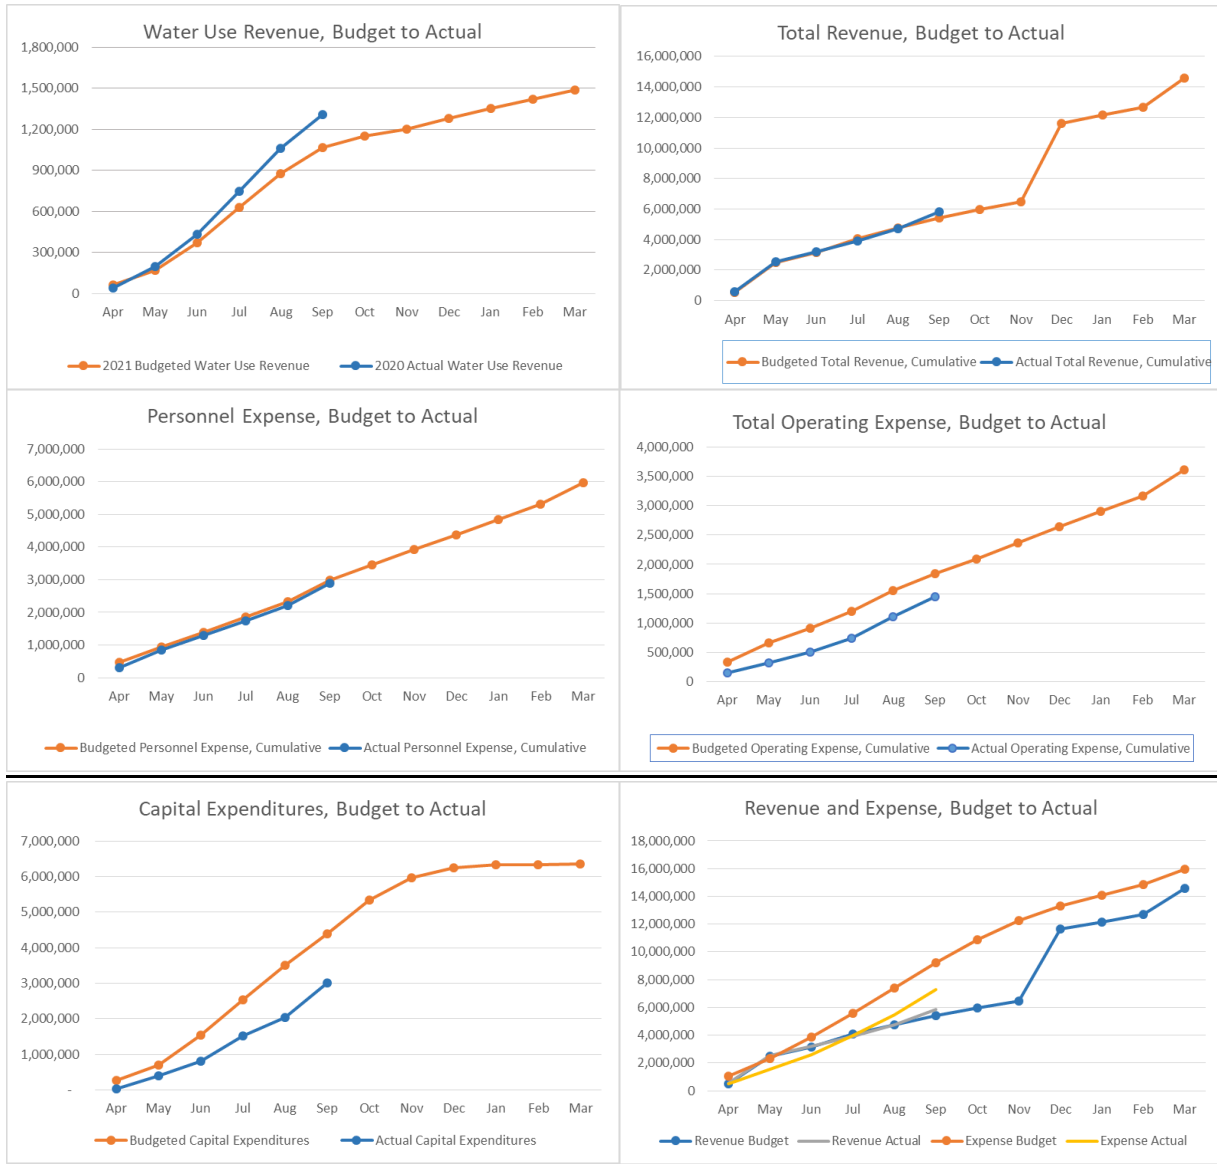 Water Use Revenue, Budget to Actual
1,800,000
1,500,000
1,200,000
900,000
600,000
300,000
0
Apr May Jun Jul Aug Sep Oct Nov Dec Jan Feb Mar
2021 Budgeted Water Use Revenue 2020 Actual Water Use Revenue
Total Revenue, Budget to Actual
16,000,000
14,000,000
12,000,000
10,000,000
8,000,000
6,000,000
4,000,000
2,000,000
0
Apr May Jun Jul Aug Sep Oct Nov Dec Jan Feb Mar
Budgeted Total Revenue, Cumulative Actual Total Revenue, Cumulative
Personnel Expense, Budget to Actual
7,000,000
6,000,000
5,000,000
4,000,000
3,000,000
2,000,000
1,000,000
0
Apr May Jun Jul Aug Sep Oct Nov Dec Jan Feb Mar
Budgeted Personnel Expense, Cumulative Actual Personnel Expense, Cumulative
Total Operating Expense, Budget to Actual
4,000,000
3,500,000
3,000,000
2,500,000
2,000,000
1,500,000
1,000,000
500,000
0
Apr May Jun Jul Aug Sep Oct Nov Dec Jan Feb Mar
Budgeted Operating Expense, Cumulative Actual Operating Expense, Cumulative
Capital Expenditures, Budget to Actual
7,000,000
6,000,000
5,000,000
4,000,000
3,000,000
2,000,000
1,000,000
-
Apr May Jun Jul Aug Sep Oct Nov Dec Jan Feb Mar
Budgeted Capital Expenditures Actual Capital Expenditures
Revenue and Expense, Budget to Actual
18,000,000
16,000,000
14,000,000
12,000,000
10,000,000
8,000,000
6,000,000
4,000,000
2,000,000
0
Apr May Jun Jul Aug Sep Oct Nov Dec Jan Feb Mar
Revenue Budget Revenue Actual Expense Budget Expense Actual